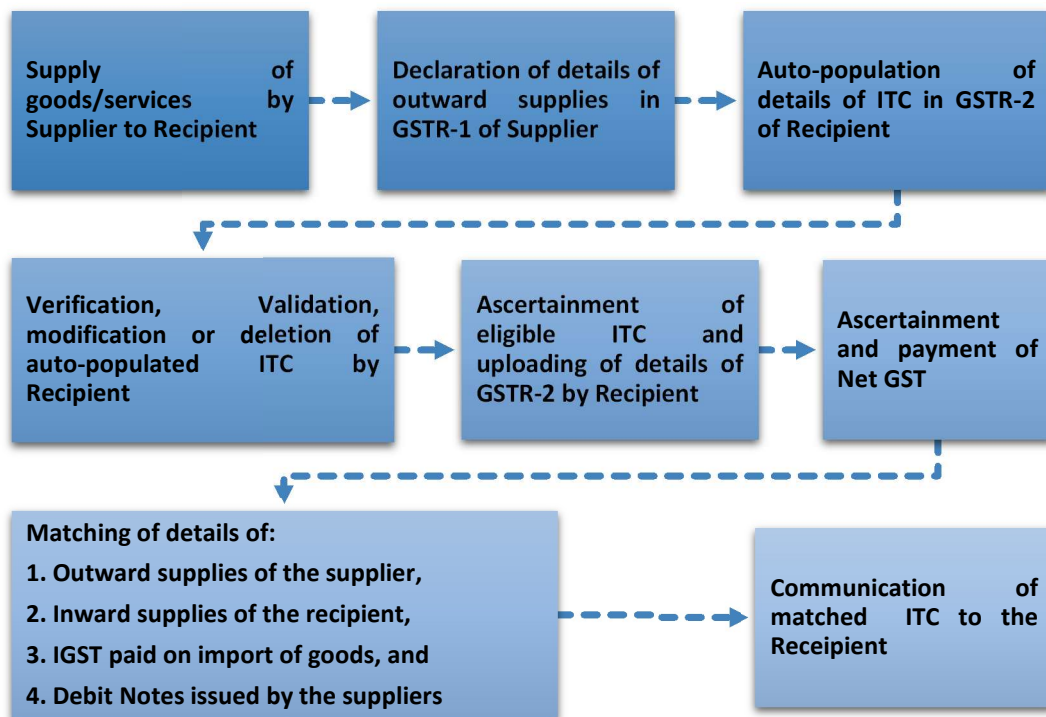 Supply of
goods/services by
Supplier to Recipient
Declaration of details of
outward supplies in
GSTR-1 of Supplier
Auto-population of
details of ITC in GSTR-2
of Recipient
Verification, Validation,
modification or deletion of
auto-populated ITC by
Recipient
Ascertainment of
eligible ITC and
uploading of details of
GSTR-2 by Recipient
Ascertainment
and payment of
Net GST
Matching of details of:
1. Outward supplies of the supplier,
2. Inward supplies of the recipient,
3. IGST paid on import of goods, and
4. Debit Notes issued by the suppliers
Communication of
matched ITC to the
Receipient